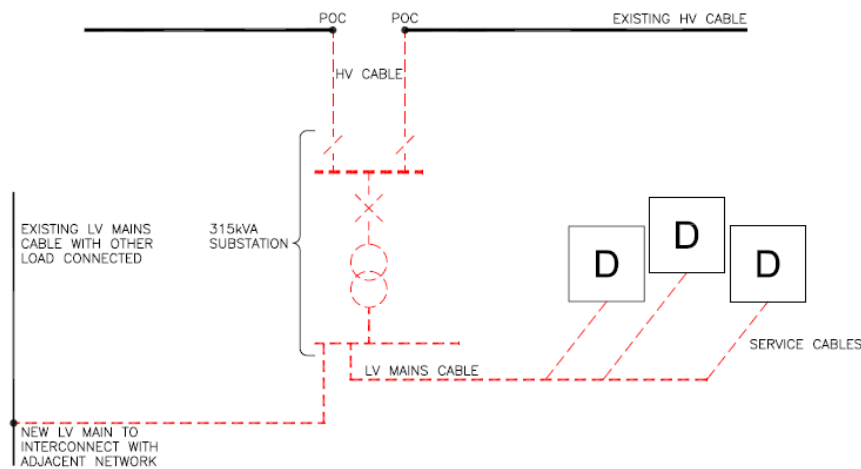 POC
POC
EXISTING HV CABLE
HV CABLE
315kVA
SUBSTATION
EXISTING LV MAINS
CABLE WITH OTHER
LOAD CONNECTED
D
D
D
SERVICE CABLES
LV MAINS CABLE
NEW LV MAIN TO
INTERCONNECT WITH
ADJACENT NETWORK